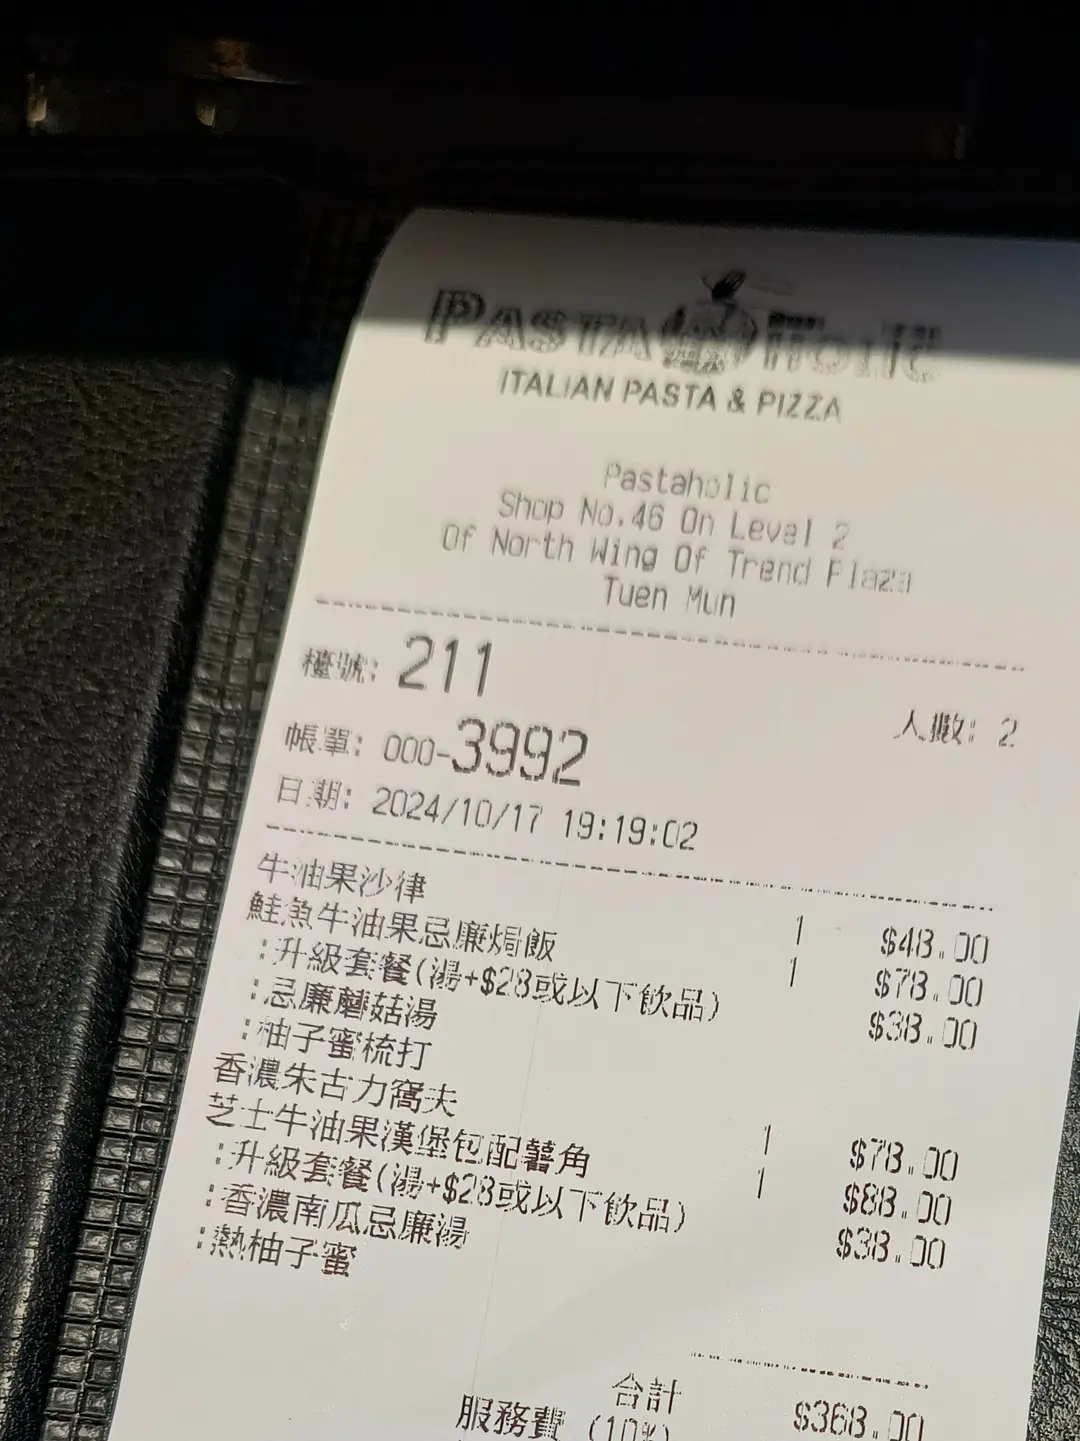 PASTA Holic
ITALIAN PASTA & PIZZA
Pastaholic
Shop No.46 On Level 2
Of North Wing Of Trend Plaza
Tuen Mun
檯號: 211
人數: 2
帳單: 000-3992
日期: 2024/10/17 19:19:02
牛油果沙律 1 $48.00
鮭魚牛油果忌廉焗飯 1 $78.00
:升級套餐(湯+$28或以下飲品) $38.00
:忌廉蘑菇湯
:柚子蜜梳打
香濃朱古力窩夫 1 $78.00
芝士牛油果漢堡包配薯角 1 $88.00
:升級套餐(湯+$28或以下飲品) $38.00
:香濃南瓜忌廉湯
:熱柚子蜜
合計 $368.00
服務費 (10%)